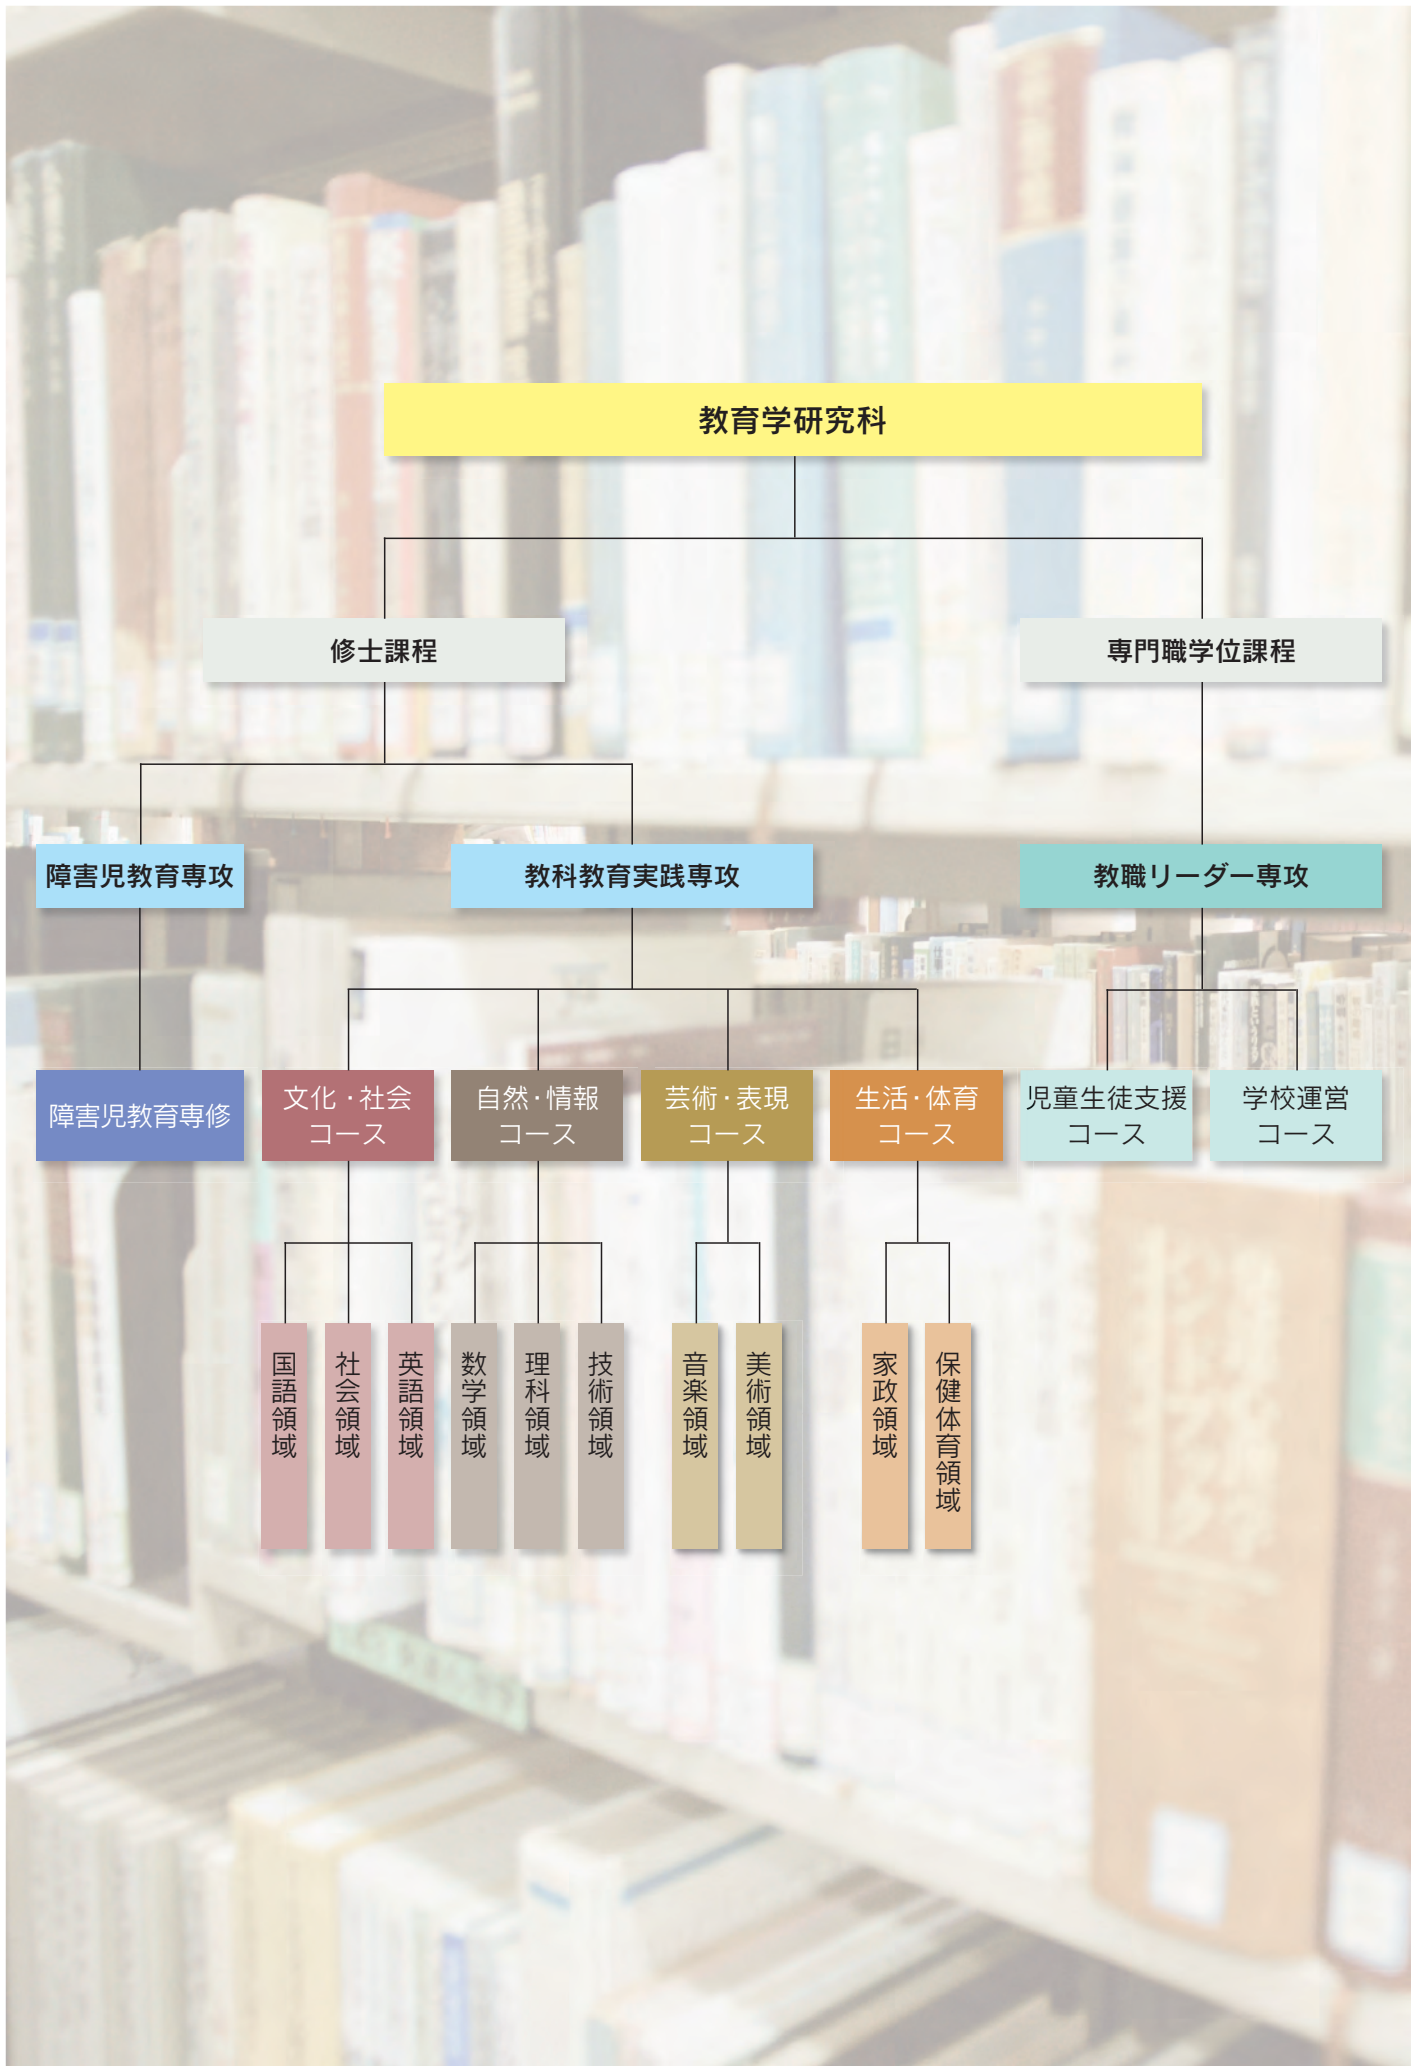 教育学研究科
修士課程
専門職学位課程
障害児教育専攻
教科教育実践専攻
教職リーダー専攻
障害児教育専修
文化・社会
コース
自然・情報
コース
芸術・表現
コース
生活・体育
コース
児童生徒支援
コース
学校運営
コース
国語領域
社会領域
英語領域
数学領域
理科領域
技術領域
音楽領域
美術領域
家政領域
保健体育領域